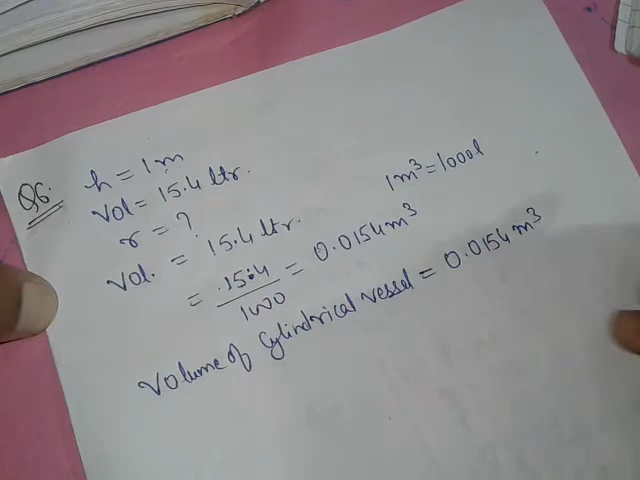 Q6. h = 1m
Vol = 15.4 ltr.
r = ?
1m³ = 1000l
Vol. = 15.4 ltr.
= 15.4/1000 = 0.0154m³
Volume of Cylindrical vessel = 0.0154m³